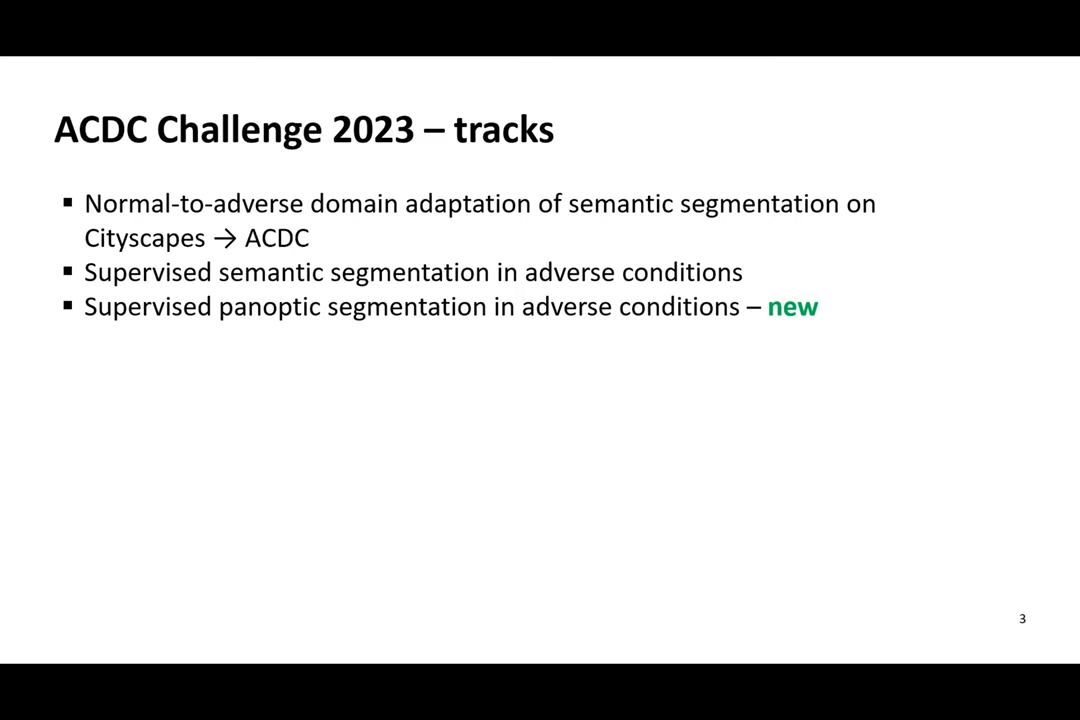 ACDC Challenge 2023 – tracks
▪ Normal-to-adverse domain adaptation of semantic segmentation on
Cityscapes → ACDC
▪ Supervised semantic segmentation in adverse conditions
▪ Supervised panoptic segmentation in adverse conditions – new
3